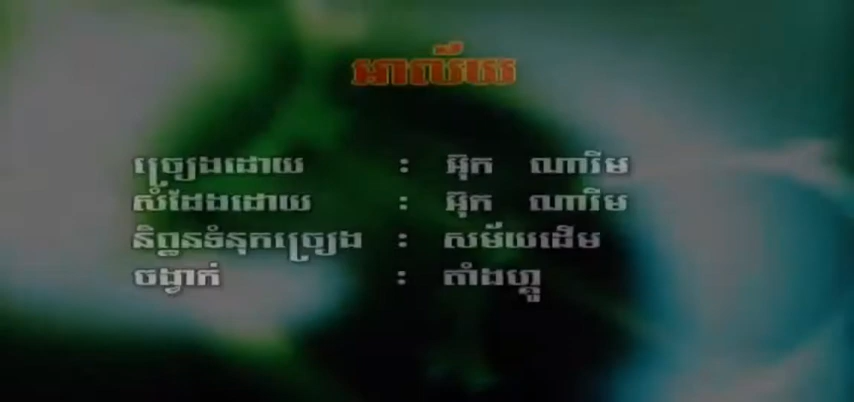 អាល័យ
ច្រៀងដោយ : អ៊ុក ណារីម
សំដែងដោយ : អ៊ុក ណារីម
និព្ឋនទំនុកច្រៀង : សម័យដើម
ចង្វាក់ : តាំងហ្គូ